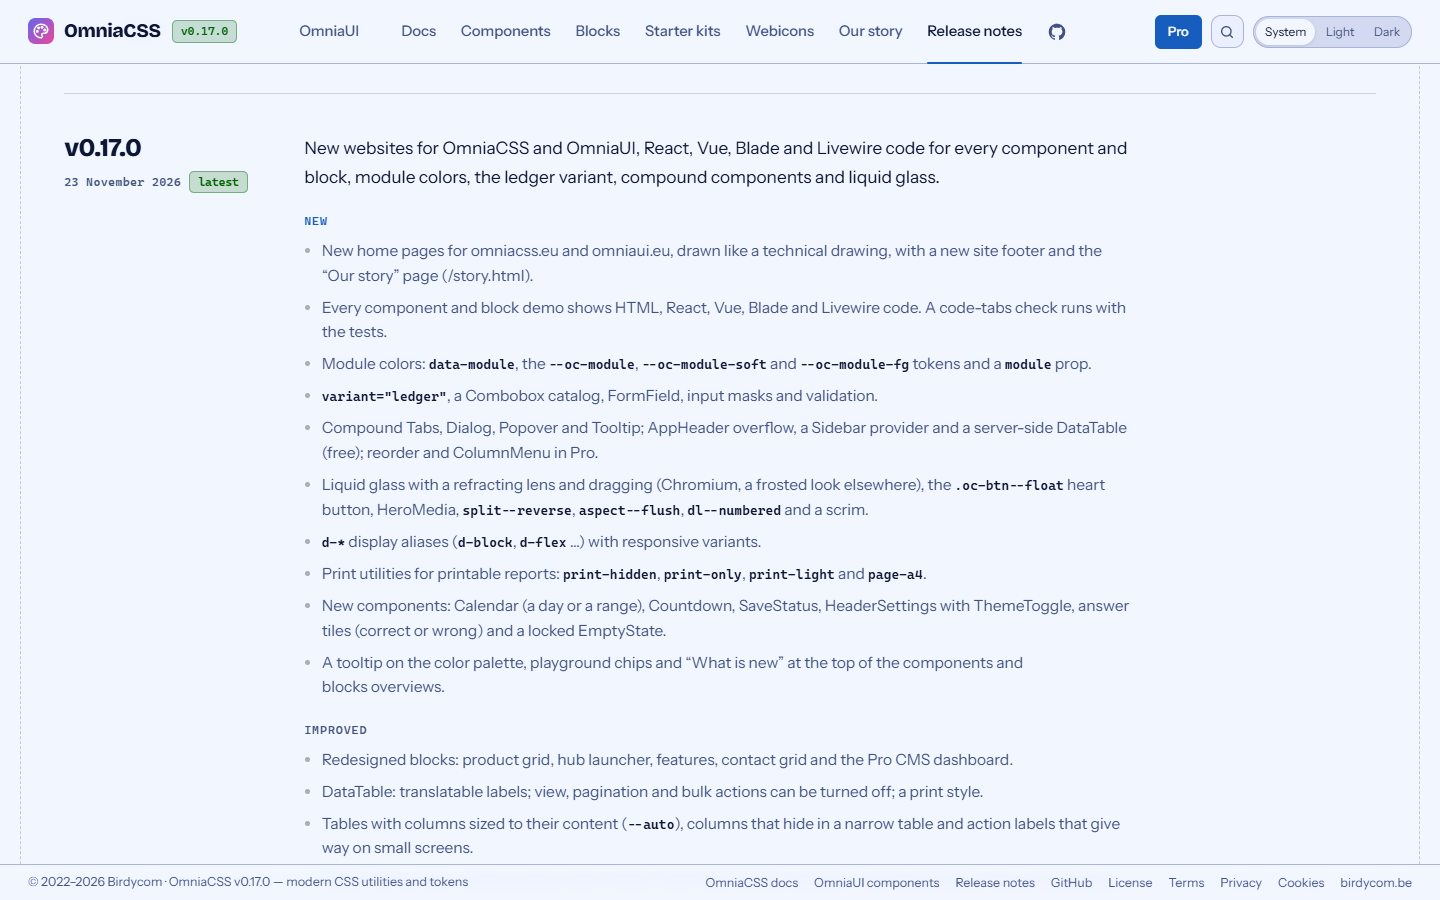 OmniaCSS v0.17.0 OmniaUI Docs Components Blocks Starter kits Webicons Our story Release notes Pro System Light Dark
v0.17.0
23 November 2026 latest
New websites for OmniaCSS and OmniaUI, React, Vue, Blade and Livewire code for every component and
block, module colors, the ledger variant, compound components and liquid glass.
NEW
New home pages for omniacss.eu and omniaui.eu, drawn like a technical drawing, with a new site footer and the
“Our story” page (/story.html).
Every component and block demo shows HTML, React, Vue, Blade and Livewire code. A code-tabs check runs with
the tests.
Module colors: data-module, the --oc-module, --oc-module-soft and --oc-module-fg tokens and a module prop.
variant="ledger", a Combobox catalog, FormField, input masks and validation.
Compound Tabs, Dialog, Popover and Tooltip; AppHeader overflow, a Sidebar provider and a server-side DataTable
(free); reorder and ColumnMenu in Pro.
Liquid glass with a refracting lens and dragging (Chromium, a frosted look elsewhere), the .oc-btn--float heart
button, HeroMedia, split--reverse, aspect--flush, dl--numbered and a scrim.
d-* display aliases (d-block, d-flex …) with responsive variants.
Print utilities for printable reports: print-hidden, print-only, print-light and page-a4.
New components: Calendar (a day or a range), Countdown, SaveStatus, HeaderSettings with ThemeToggle, answer
tiles (correct or wrong) and a locked EmptyState.
A tooltip on the color palette, playground chips and “What is new” at the top of the components and
blocks overviews.
IMPROVED
Redesigned blocks: product grid, hub launcher, features, contact grid and the Pro CMS dashboard.
DataTable: translatable labels; view, pagination and bulk actions can be turned off; a print style.
Tables with columns sized to their content (--auto), columns that hide in a narrow table and action labels that give
way on small screens.
© 2022–2026 Birdycom · OmniaCSS v0.17.0 — modern CSS utilities and tokens OmniaCSS docs OmniaUI components Release notes GitHub License Terms Privacy Cookies birdycom.be